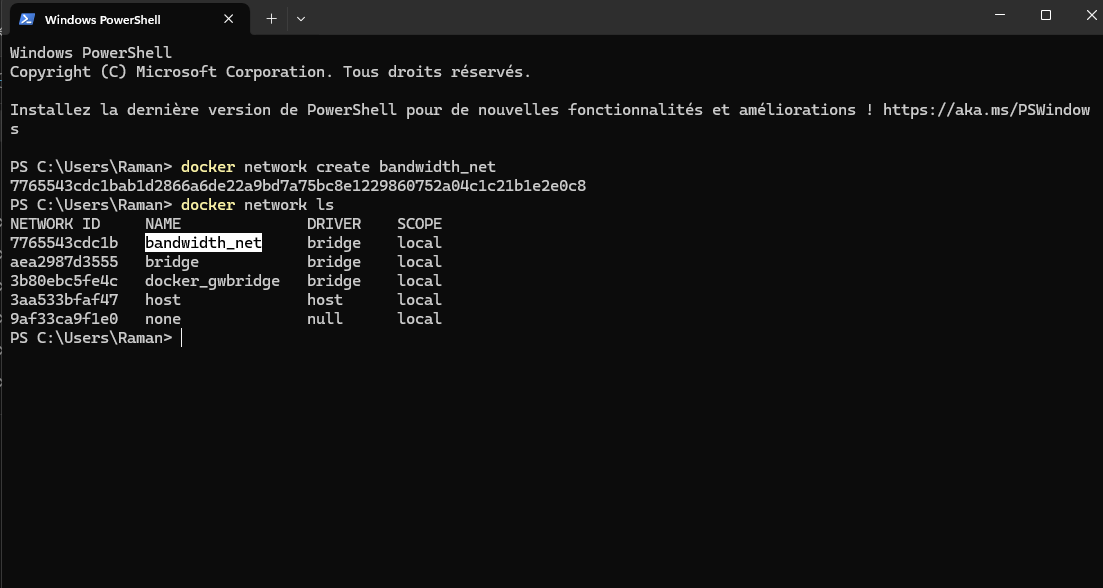 Windows PowerShell
Windows PowerShell
Copyright (C) Microsoft Corporation. Tous droits réservés.
Installez la dernière version de PowerShell pour de nouvelles fonctionnalités et améliorations ! https://aka.ms/PSWindow
s
PS C:\Users\Raman> docker network create bandwidth_net
7765543cdc1bab1d2866a6de22a9bd7a75bc8e1229860752a04c1c21b1e2e0c8
PS C:\Users\Raman> docker network ls
NETWORK ID     NAME              DRIVER    SCOPE
7765543cdc1b   bandwidth_net     bridge    local
aea2987d3555   bridge            bridge    local
3b80ebc5fe4c   docker_gwbridge   bridge    local
3aa533bfaf47   host              host      local
9af33ca9f1e0   none              null      local
PS C:\Users\Raman>